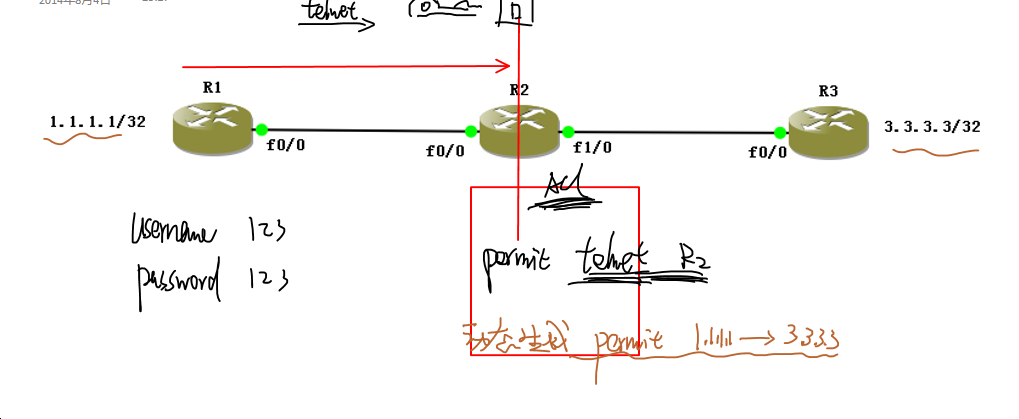 2014年8月4日
telnet
R1 R2 R3
1.1.1.1/32 3.3.3.3/32
f0/0 f0/0 f1/0 f0/0
ACL
username 123
permit telnet R2
password 123
动态生成 permit 1.1.1.1→3.3.3.3